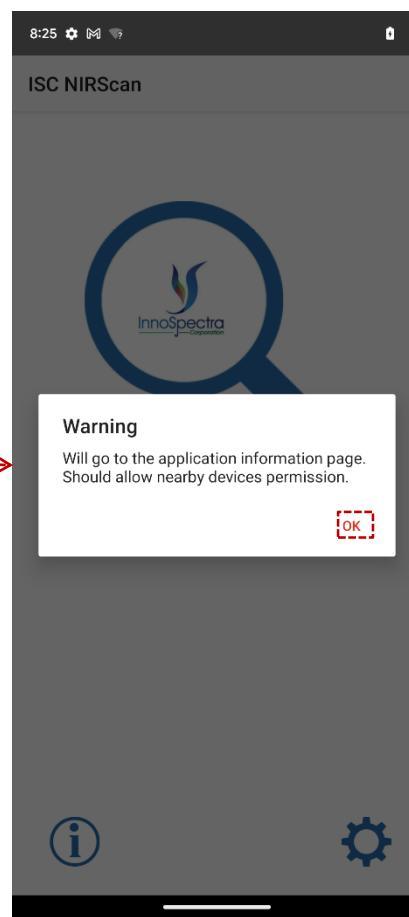 8:25
ISC NIRScan
InnoSpectra
Corporation
Warning
Will go to the application information page.
Should allow nearby devices permission.
OK